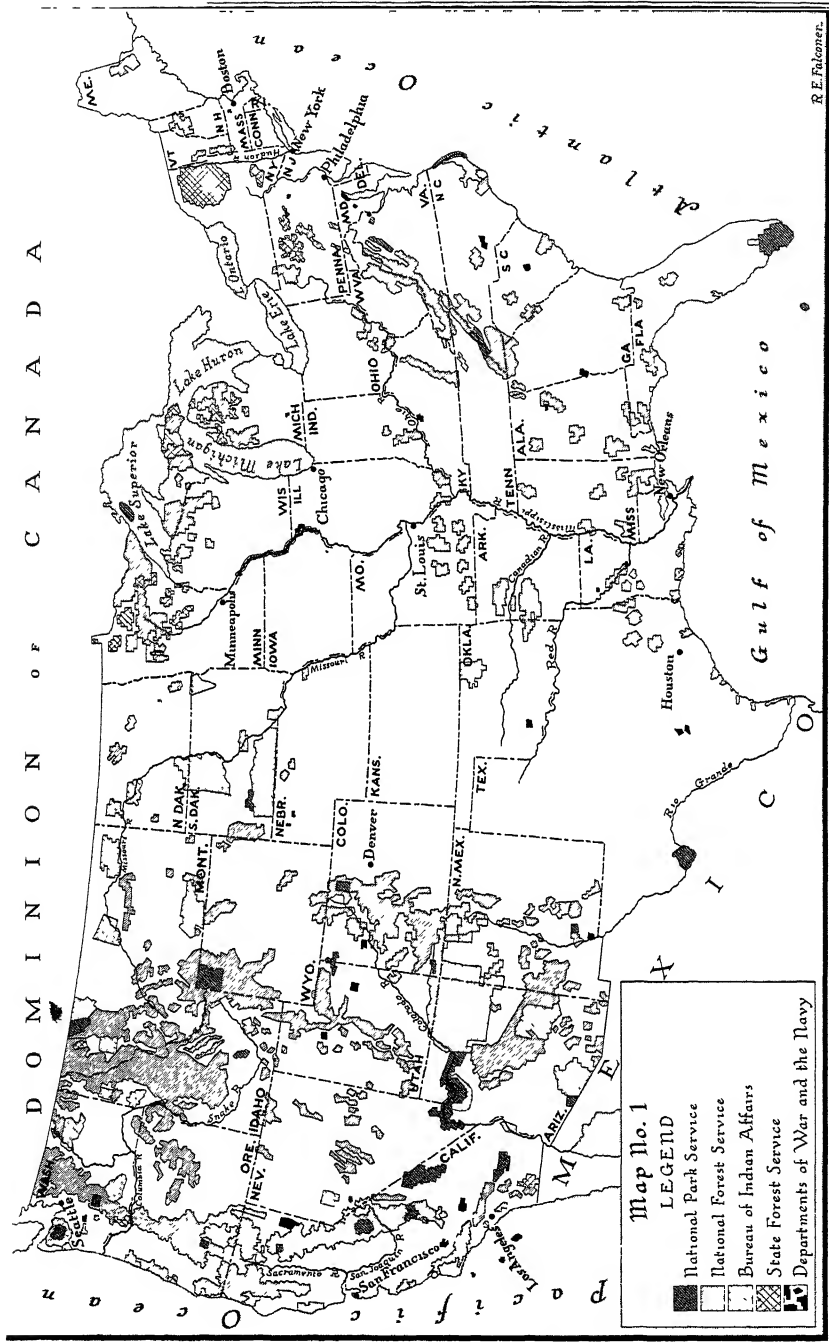 DOMINION OF CANADA
Atlantic Ocean
Pacific Ocean
Gulf of Mexico
MEXICO
WASH.
Seattle
Columbia R.
ORE.
IDAHO
Snake R.
NEV.
CALIF.
Sacramento R.
San Joaquin R.
San Francisco
Los Angeles
UTAH
ARIZ.
Colorado R.
WYO.
MONT.
Missouri R.
N. DAK.
S. DAK.
NEBR.
COLO.
Denver
KANS.
N. MEX.
TEX.
Rio Grande
Houston
OKLA.
Red R.
Canadian R.
Missouri R.
MINN
IOWA
Minneapolis
MO.
St. Louis
ARK.
LA.
MISS
Mississippi R.
New Orleans
WIS
ILL
Chicago
Lake Superior
Lake Michigan
Lake Huron
Lake Erie
Ontario
MICH
IND.
OHIO
Ohio R.
KY
TENN
ALA.
GA
FLA
S C
VA.
N C
W.VA.
PENNA.
MD.
DEL.
Philadelphia
N J
N Y
New York
Hudson R.
CONN
MASS
Boston
N H
VT
ME.
Map No. 1
LEGEND
National Park Service
National Forest Service
Bureau of Indian Affairs
State Forest Service
Departments of War and the Navy
R. E. Falconer.